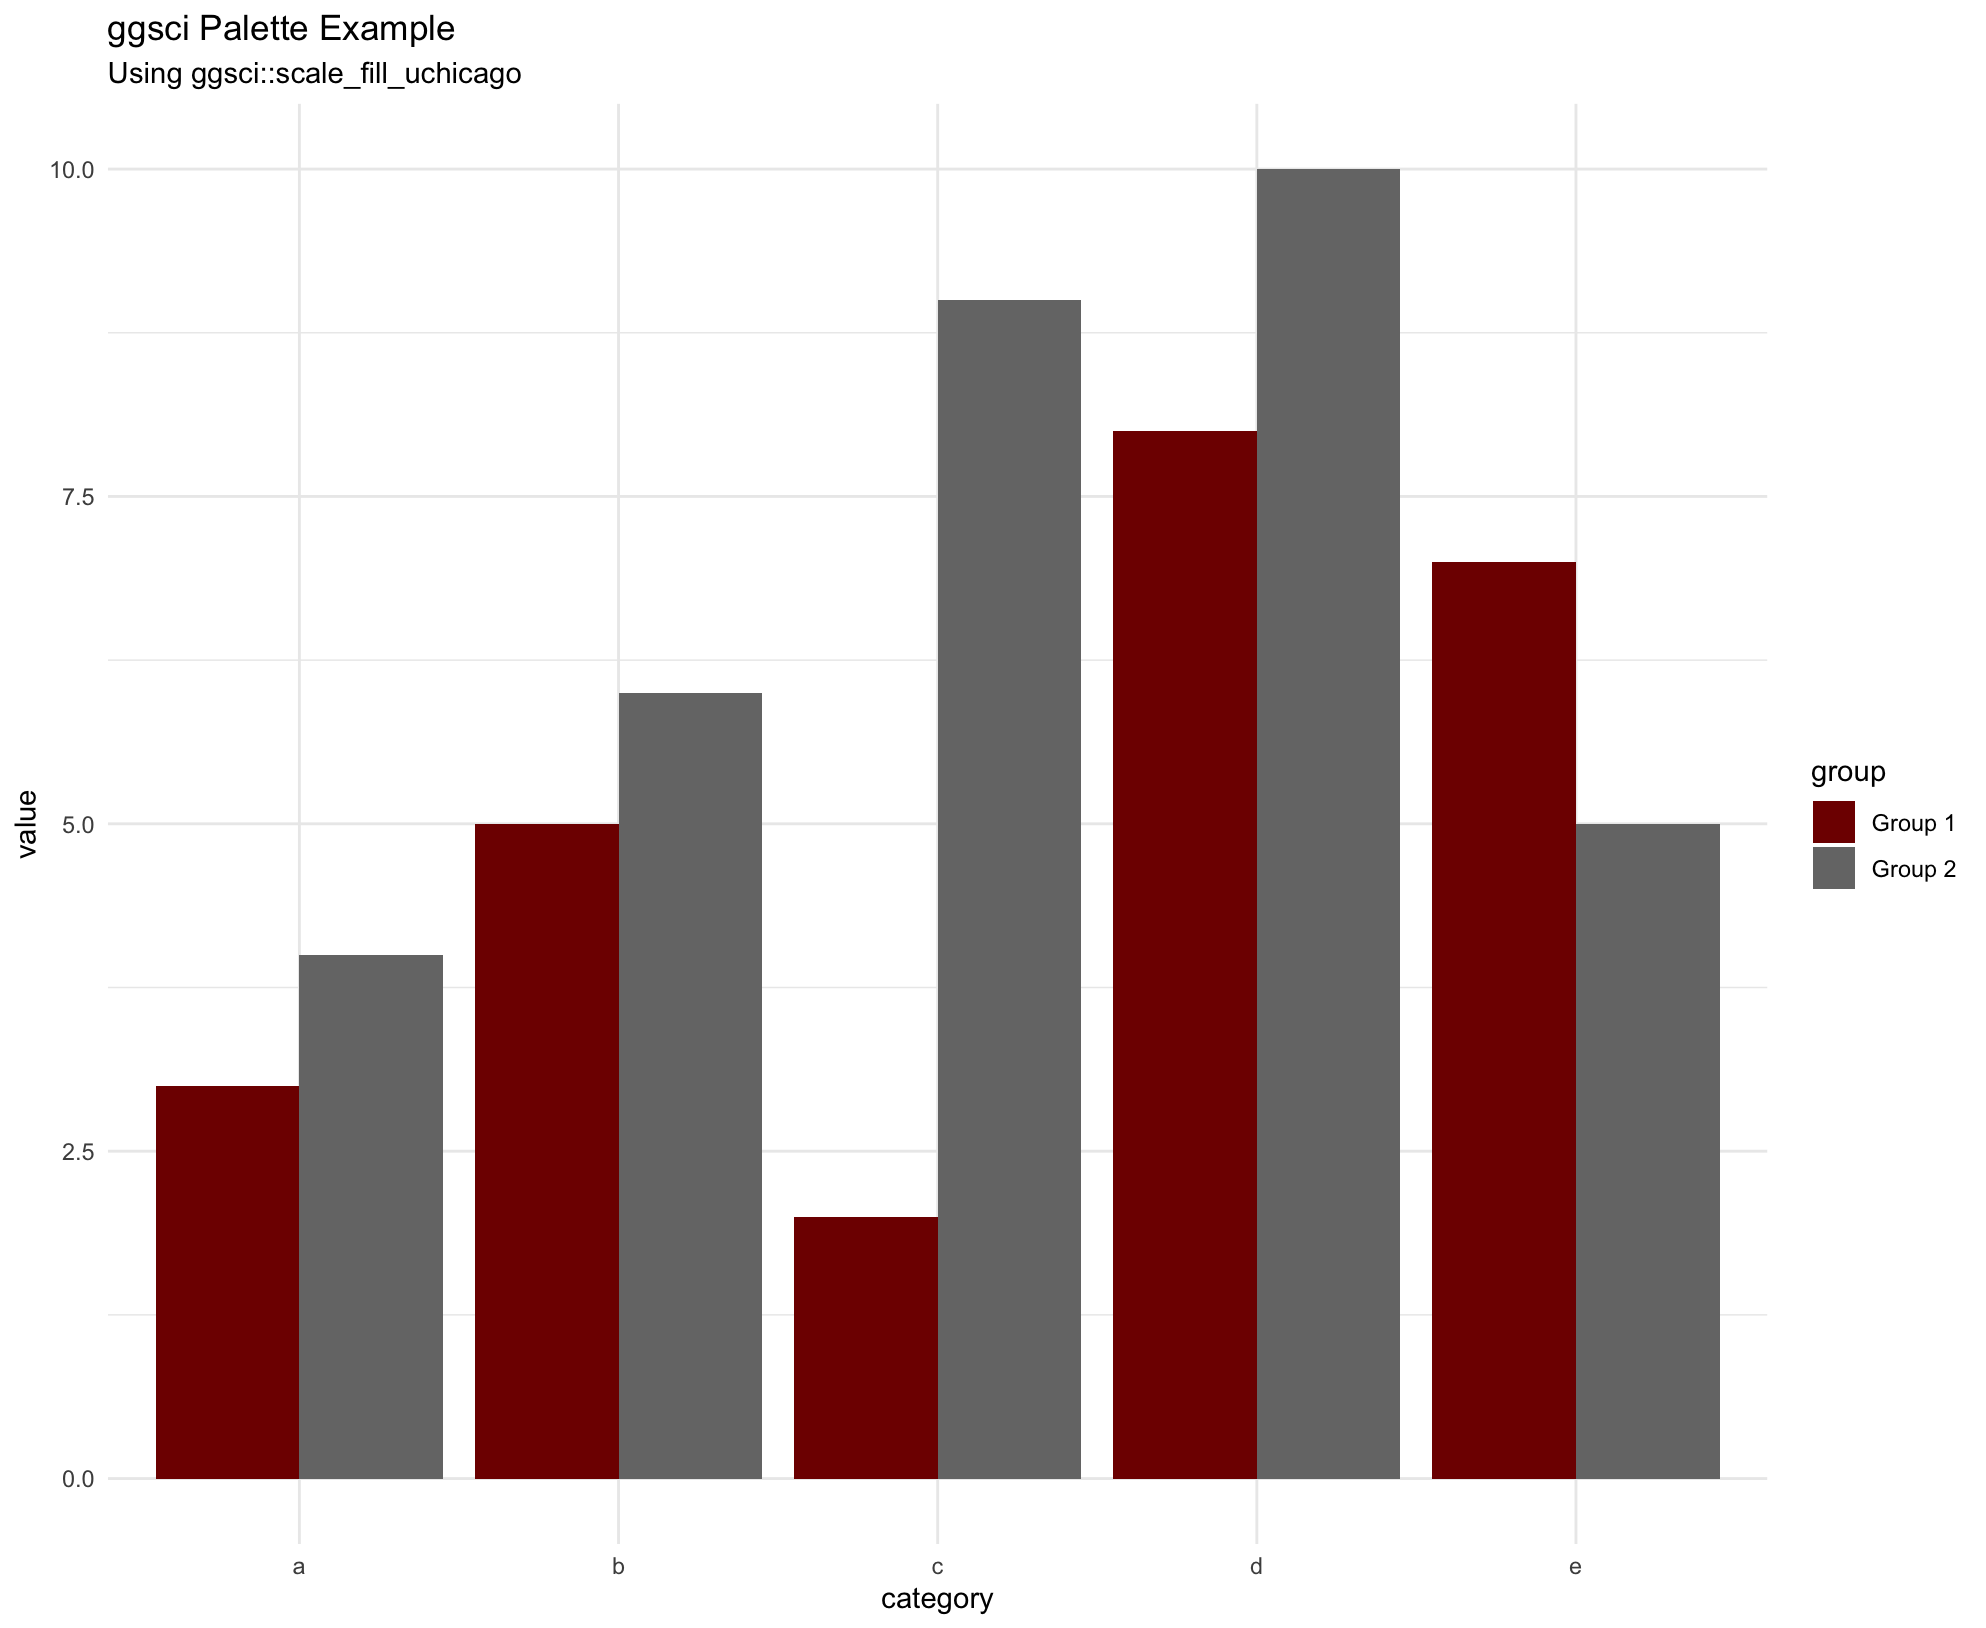 ggsci Palette Example
Using ggsci::scale_fill_uchicago
10.0
7.5
5.0
2.5
0.0
value
a b c d e
category
group
Group 1
Group 2